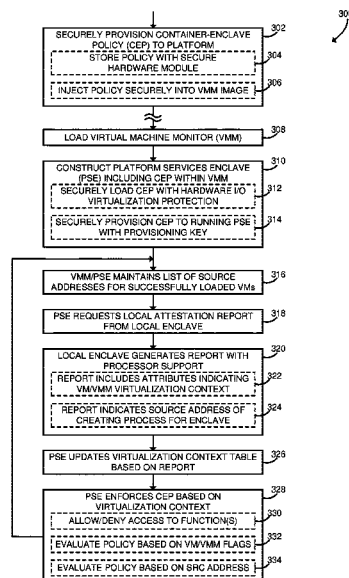 30
302
SECURELY PROVISION CONTAINER-ENCLAVE
POLICY (CEP) TO PLATFORM
304
STORE POLICY WITH SECURE
HARDWARE MODULE
306
INJECT POLICY SECURELY INTO VMM IMAGE
308
LOAD VIRTUAL MACHINE MONITOR (VMM)
310
CONSTRUCT PLATFORM SERVICES ENCLAVE
(PSE) INCLUDING CEP WITHIN VMM
312
SECURELY LOAD CEP WITH HARDWARE I/O
VIRTUALIZATION PROTECTION
314
SECURELY PROVISION CEP TO RUNNING PSE
WITH PROVISIONING KEY
316
VMM/PSE MAINTAINS LIST OF SOURCE
ADDRESSES FOR SUCCESSFULLY LOADED VMs
318
PSE REQUESTS LOCAL ATTESTATION REPORT
FROM LOCAL ENCLAVE
320
LOCAL ENCLAVE GENERATES REPORT WITH
PROCESSOR SUPPORT
322
REPORT INCLUDES ATTRIBUTES INDICATING
VM/VMM VIRTUALIZATION CONTEXT
324
REPORT INDICATES SOURCE ADDRESS OF
CREATING PROCESS FOR ENCLAVE
326
PSE UPDATES VIRTUALIZATION CONTEXT TABLE
BASED ON REPORT
328
PSE ENFORCES CEP BASED ON
VIRTUALIZATION CONTEXT
330
ALLOW/DENY ACCESS TO FUNCTION(S)
332
EVALUATE POLICY BASED ON VM/VMM FLAGS
334
EVALUATE POLICY BASED ON SRC ADDRESS